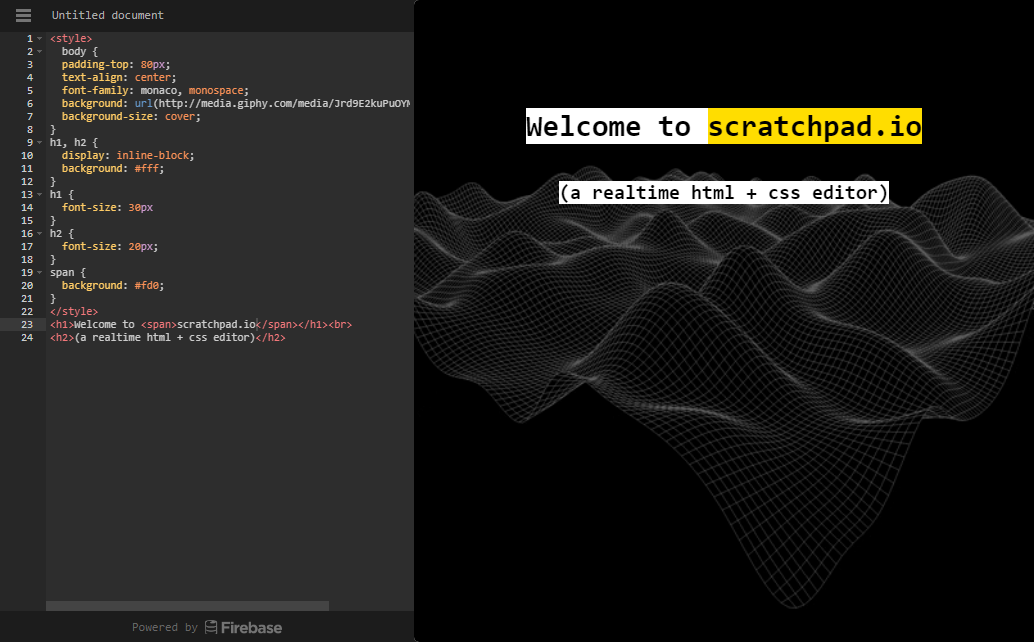 Untitled document
1 <style>
2 body {
3 padding-top: 80px;
4 text-align: center;
5 font-family: monaco, monospace;
6 background: url(http://media.giphy.com/media/Jrd9E2kuPuOYM
7 background-size: cover;
8 }
9 h1, h2 {
10 display: inline-block;
11 background: #fff;
12 }
13 h1 {
14 font-size: 30px
15 }
16 h2 {
17 font-size: 20px;
18 }
19 span {
20 background: #fd0;
21 }
22 </style>
23 <h1>Welcome to <span>scratchpad.io</span></h1><br>
24 <h2>(a realtime html + css editor)</h2>
Powered by Firebase
Welcome to scratchpad.io
(a realtime html + css editor)